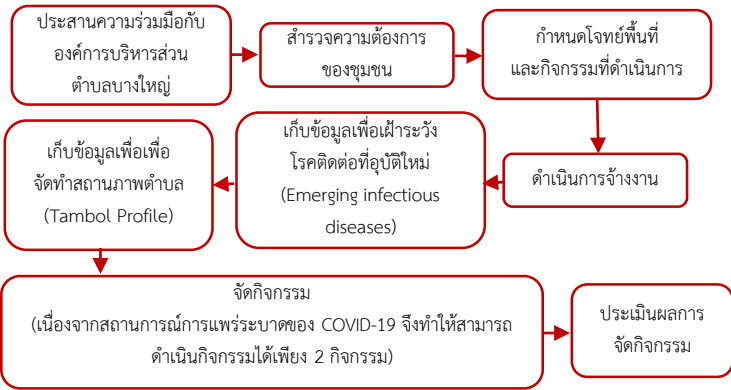 ประสานความร่วมมือกับ
องค์การบริหารส่วน
ตำบลบางใหญ่
สำรวจความต้องการ
ของชุมชน
กำหนดโจทย์พื้นที่
และกิจกรรมที่ดำเนินการ
ดำเนินการจ้างงาน
เก็บข้อมูลเพื่อเฝ้าระวัง
โรคติดต่อที่อุบัติใหม่
(Emerging infectious
diseases)
เก็บข้อมูลเพื่อเพื่อ
จัดทำสถานภาพตำบล
(Tambol Profile)
จัดกิจกรรม
(เนื่องจากสถานการณ์การแพร่ระบาดของ COVID-19 จึงทำให้สามารถ
ดำเนินกิจกรรมได้เพียง 2 กิจกรรม)
ประเมินผลการ
จัดกิจกรรม